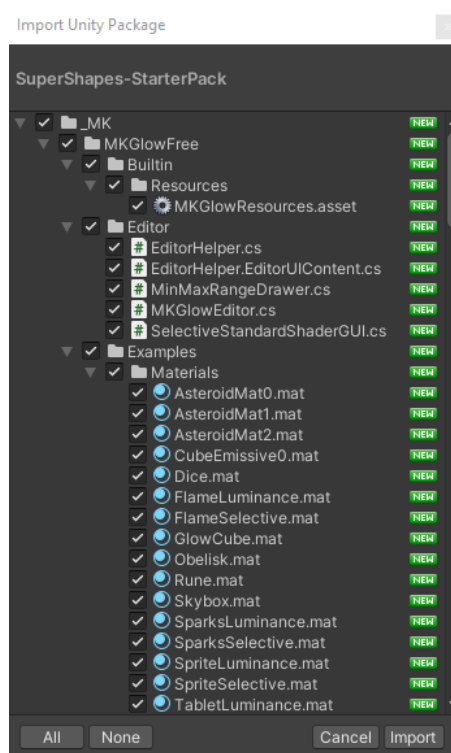 Import Unity Package
SuperShapes-StarterPack
_MK NEW
MKGlowFree NEW
Builtin NEW
Resources NEW
MKGlowResources.asset NEW
Editor NEW
# EditorHelper.cs NEW
# EditorHelper.EditorUIContent.cs NEW
# MinMaxRangeDrawer.cs NEW
# MKGlowEditor.cs NEW
# SelectiveStandardShaderGUI.cs NEW
Examples NEW
Materials NEW
AsteroidMat0.mat NEW
AsteroidMat1.mat NEW
AsteroidMat2.mat NEW
CubeEmissive0.mat NEW
Dice.mat NEW
FlameLuminance.mat NEW
FlameSelective.mat NEW
GlowCube.mat NEW
Obelisk.mat NEW
Rune.mat NEW
Skybox.mat NEW
SparksLuminance.mat NEW
SparksSelective.mat NEW
SpriteLuminance.mat NEW
SpriteSelective.mat NEW
TabletLuminance.mat NEW
All None Cancel Import